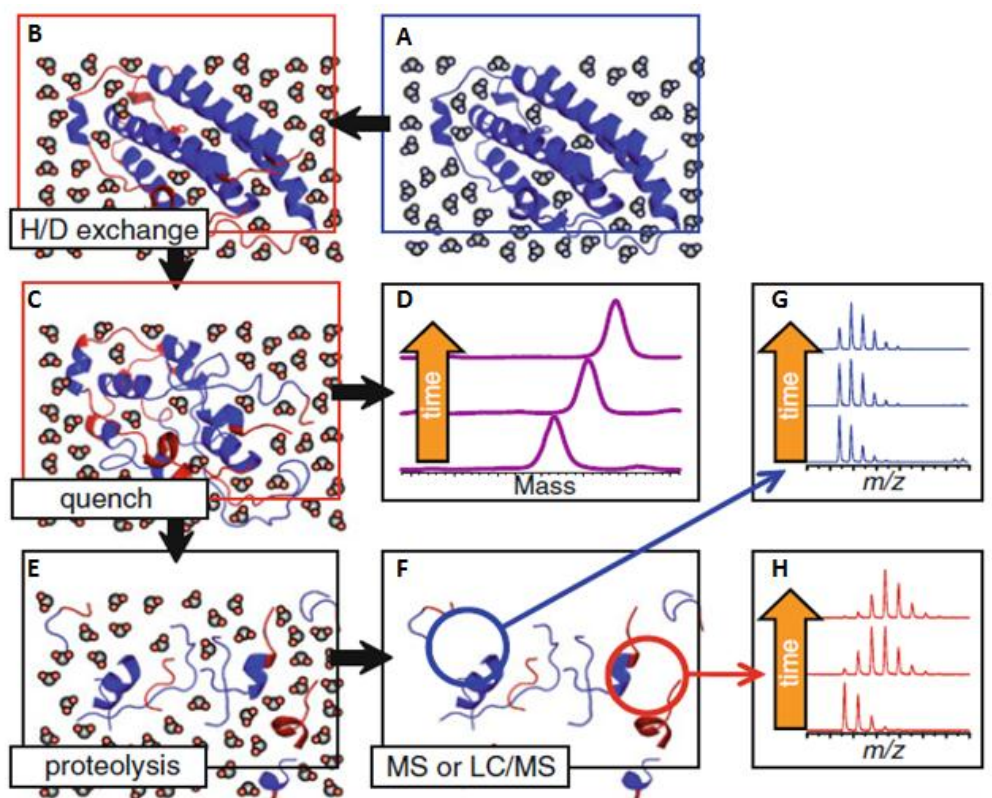 B
A
H/D exchange
C
D
G
time
Mass
time
m/z
quench
E
F
H
time
m/z
proteolysis
MS or LC/MS